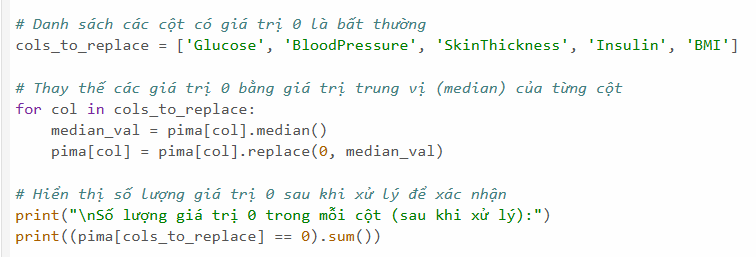 # Danh sách các cột có giá trị 0 là bất thường
cols_to_replace = ['Glucose', 'BloodPressure', 'SkinThickness', 'Insulin', 'BMI']
# Thay thế các giá trị 0 bằng giá trị trung vị (median) của từng cột
for col in cols_to_replace:
    median_val = pima[col].median()
    pima[col] = pima[col].replace(0, median_val)
# Hiển thị số lượng giá trị 0 sau khi xử lý để xác nhận
print("\nSố lượng giá trị 0 trong mỗi cột (sau khi xử lý):")
print((pima[cols_to_replace] == 0).sum())